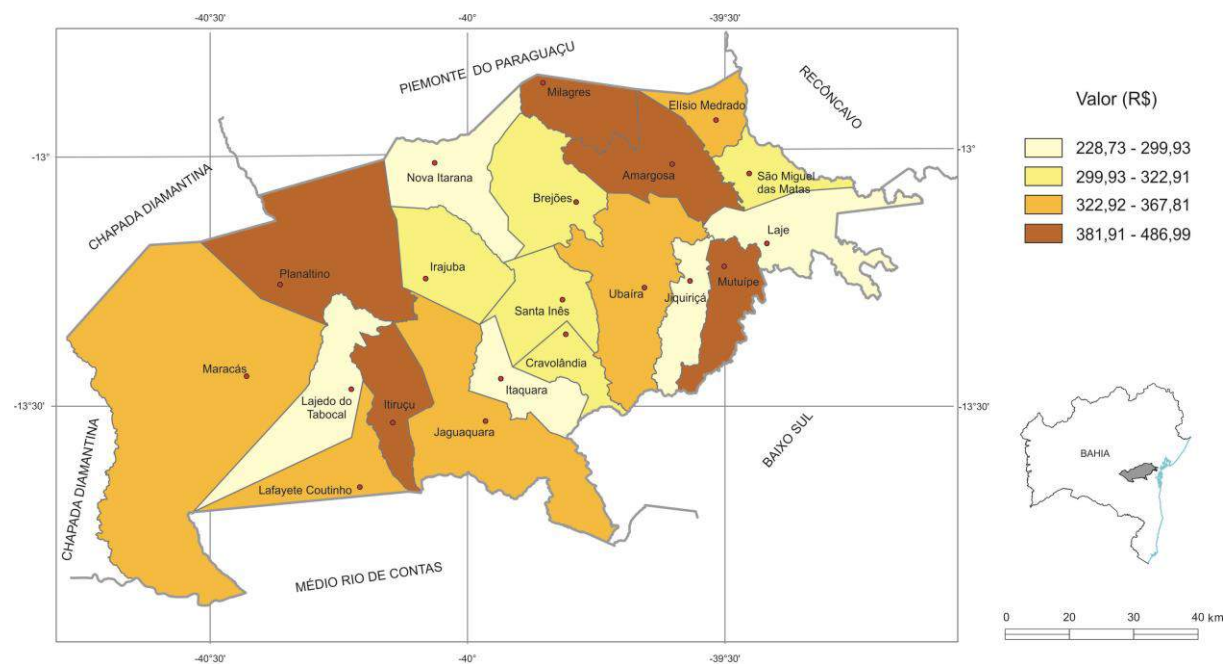 -40°30'
-40°
-39°30'
PIEMONTE DO PARAGUAÇU
RECÔNCAVO
CHAPADA DIAMANTINA
-13°
-13°
Milagres
Elísio Medrado
Nova Itarana
Amargosa
São Miguel
das Matas
Brejões
Laje
Planaltino
Irajuba
Ubaíra
Jiquiriçá
Mutuípe
Santa Inês
Cravolândia
Maracás
Lajedo do
Tabocal
Itiruçu
Itaquara
Jaguaquara
Lafayete Coutinho
-13°30'
-13°30'
CHAPADA DIAMANTINA
BAIXO SUL
MÉDIO RIO DE CONTAS
-40°30'
-40°
-39°30'
Valor (R$)
228,73 - 299,93
299,93 - 322,91
322,92 - 367,81
381,91 - 486,99
BAHIA
0 20 30 40 km